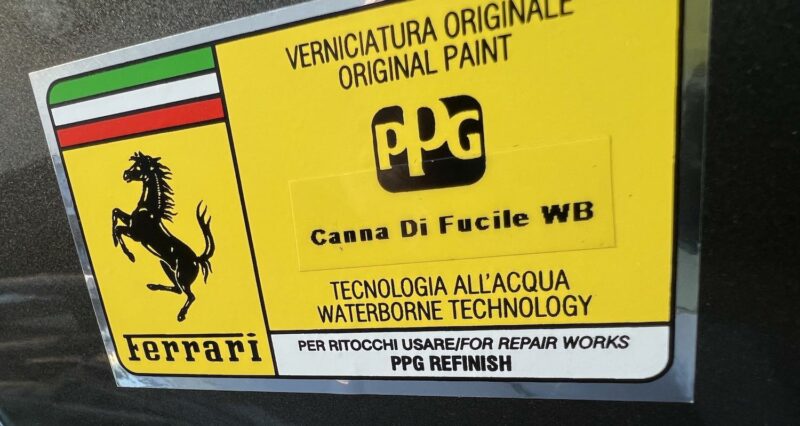 VERNICIATURA ORIGINALE
ORIGINAL PAINT
PPG
Canna Di Fucile WB
TECNOLOGIA ALL'ACQUA
WATERBORNE TECHNOLOGY
Ferrari
PER RITOCCHI USARE/FOR REPAIR WORKS
PPG REFINISH